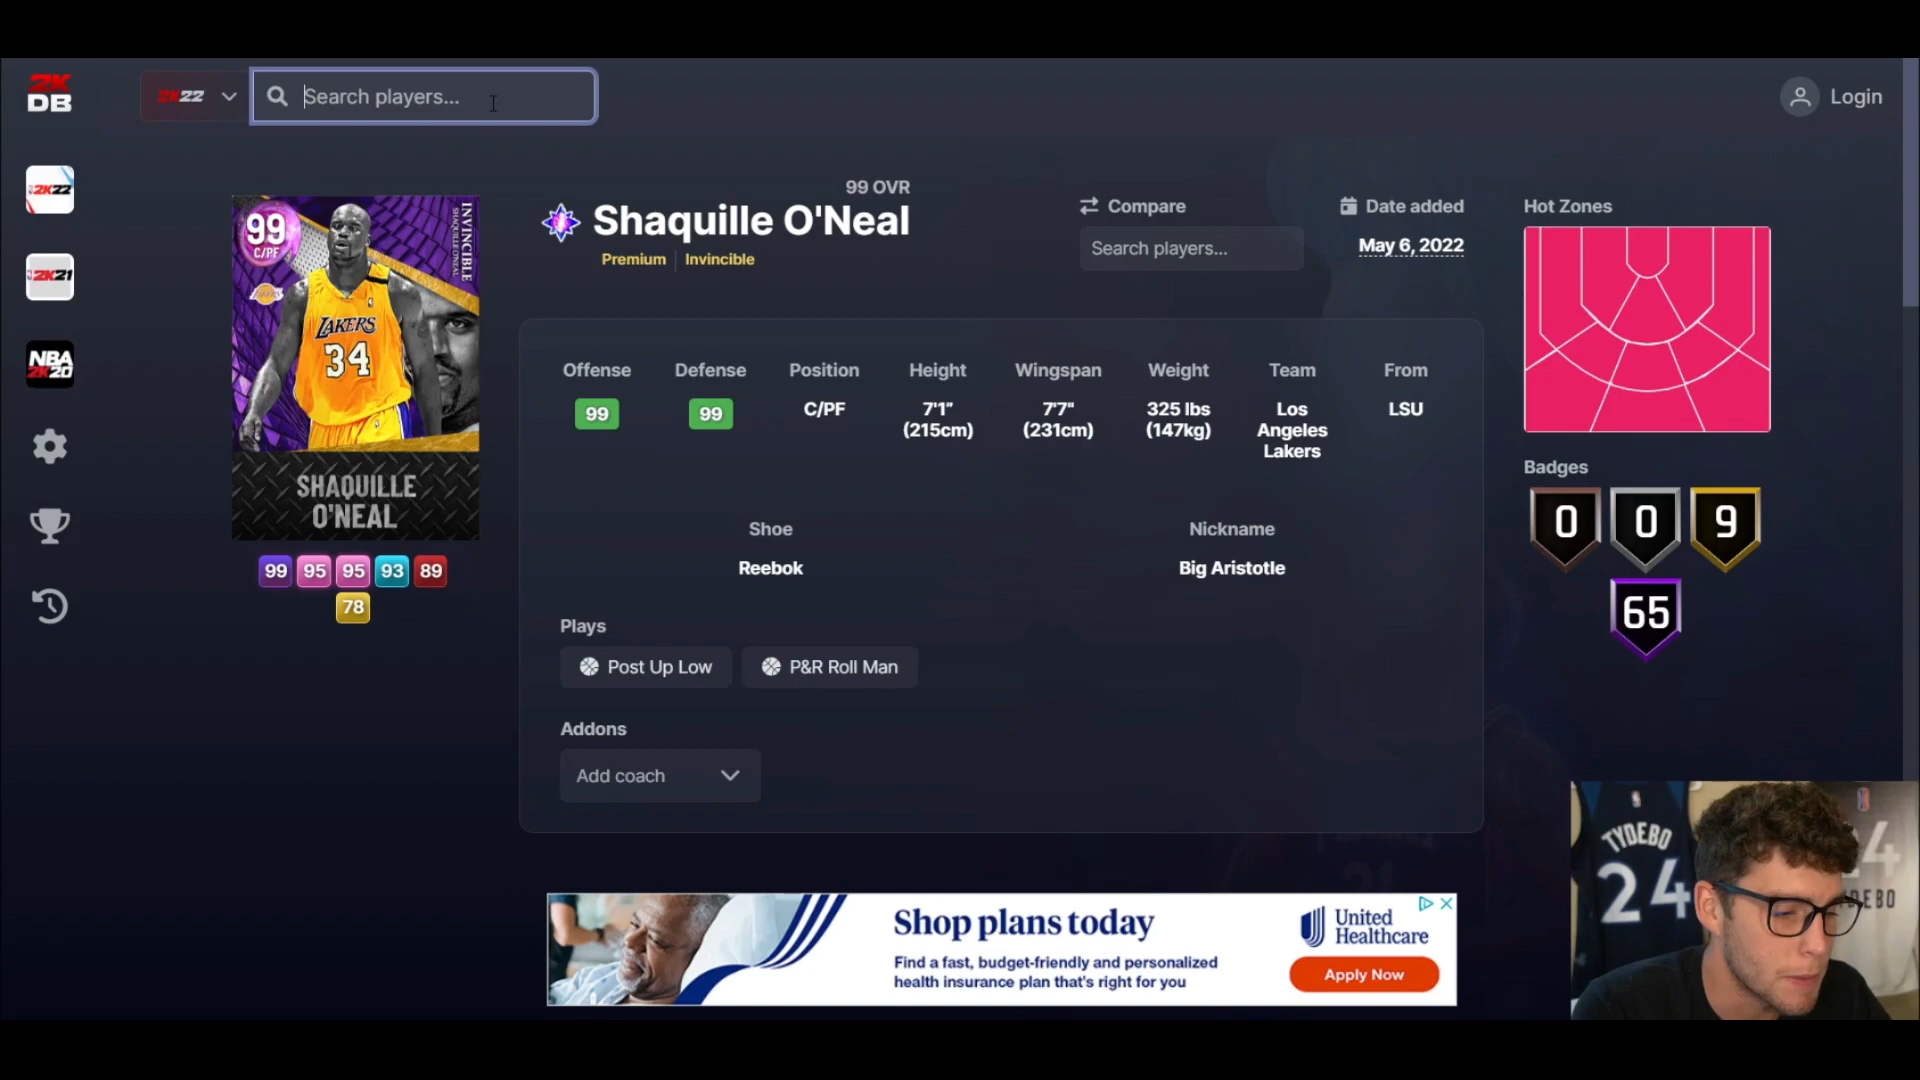 2K
DB
2K22
Search players...
Login
2K22
2K21
NBA
2K20
99
C/PF
INVINCIBLE
SHAQUILLE O'NEAL
LAKERS
34
SHAQUILLE
O'NEAL
99 95 95 93 89
78
99 OVR
Shaquille O'Neal
Premium Invincible
Compare
Search players...
Date added
May 6, 2022
Offense Defense Position Height Wingspan Weight Team From
99 99 C/PF 7'1" 7'7" 325 lbs Los LSU
(215cm) (231cm) (147kg) Angeles
Lakers
Shoe Nickname
Reebok Big Aristotle
Plays
Post Up Low P&R Roll Man
Addons
Add coach
Hot Zones
Badges
0 0 9
65
Shop plans today
Find a fast, budget-friendly and personalized
health insurance plan that's right for you
United
Healthcare
Apply Now
TYDEBO
24